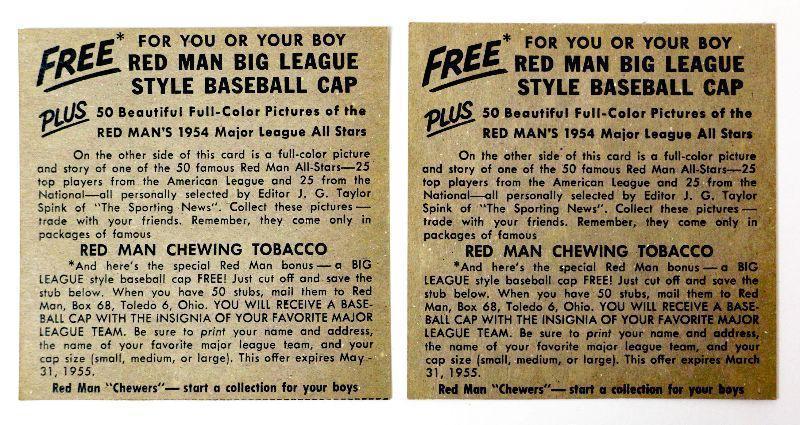 FREE* FOR YOU OR YOUR BOY
RED MAN BIG LEAGUE
STYLE BASEBALL CAP
PLUS 50 Beautiful Full-Color Pictures of the
RED MAN'S 1954 Major League All Stars
On the other side of this card is a full-color picture
and story of one of the 50 famous Red Man All-Stars—25
top players from the American League and 25 from the
National—all personally selected by Editor J. G. Taylor
Spink of "The Sporting News". Collect these pictures —
trade with your friends. Remember, they come only in
packages of famous
RED MAN CHEWING TOBACCO
*And here's the special Red Man bonus — a BIG
LEAGUE style baseball cap FREE! Just cut off and save the
stub below. When you have 50 stubs, mail them to Red
Man, Box 68, Toledo 6, Ohio. YOU WILL RECEIVE A BASE-
BALL CAP WITH THE INSIGNIA OF YOUR FAVORITE MAJOR
LEAGUE TEAM. Be sure to print your name and address,
the name of your favorite major league team, and your
cap size (small, medium, or large). This offer expires May
31, 1955.
Red Man "Chewers"— start a collection for your boys
FREE* FOR YOU OR YOUR BOY
RED MAN BIG LEAGUE
STYLE BASEBALL CAP
PLUS 50 Beautiful Full-Color Pictures of the
RED MAN'S 1954 Major League All Stars
On the other side of this card is a full-color picture
and story of one of the 50 famous Red Man All-Stars—25
top players from the American League and 25 from the
National—all personally selected by Editor J. G. Taylor
Spink of "The Sporting News". Collect these pictures —
trade with your friends. Remember, they come only in
packages of famous
RED MAN CHEWING TOBACCO
*And here's the special Red Man bonus — a BIG
LEAGUE style baseball cap FREE! Just cut off and save the
stub below. When you have 50 stubs, mail them to Red
Man, Box 68, Toledo 6, Ohio. YOU WILL RECEIVE A BASE-
BALL CAP WITH THE INSIGNIA OF YOUR FAVORITE MAJOR
LEAGUE TEAM. Be sure to print your name and address,
the name of your favorite major league team, and your
cap size (small, medium, or large). This offer expires March
31, 1955.
Red Man "Chewers"— start a collection for your boys